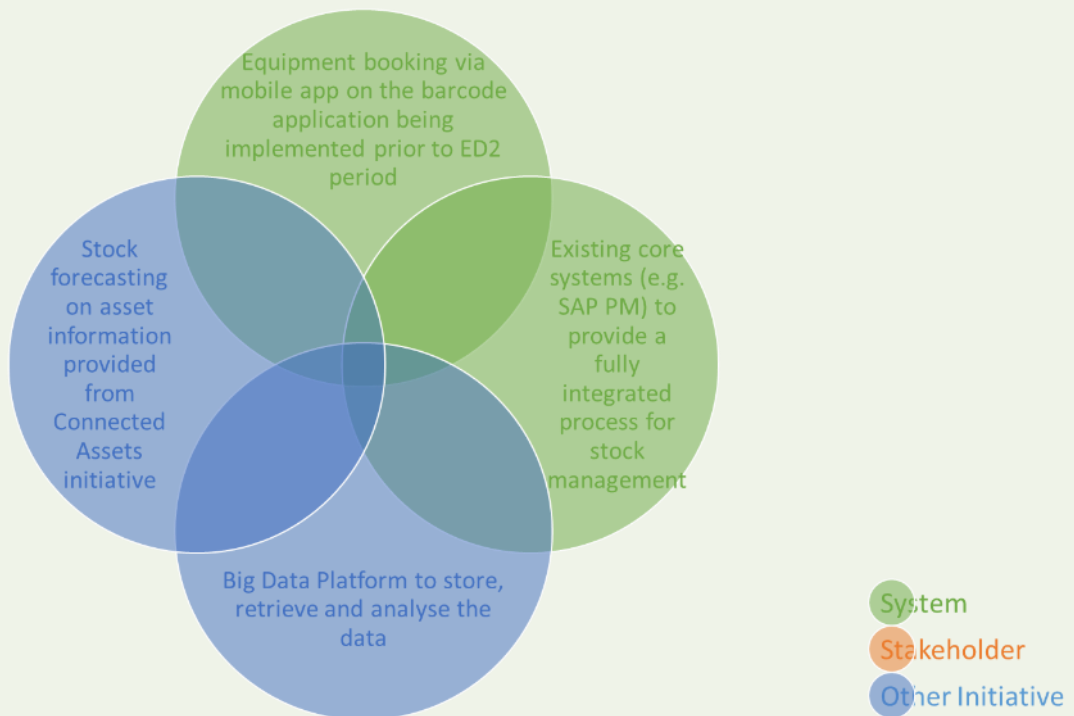 Equipment booking via
mobile app on the barcode
application being
implemented prior to ED2
period
Stock
forecasting
on asset
information
provided
from
Connected
Assets
initiative
Existing core
systems (e.g.
SAP PM) to
provide a
fully
integrated
process for
stock
management
Big Data Platform to store,
retrieve and analyse the
data
System
Stakeholder
Other Initiative